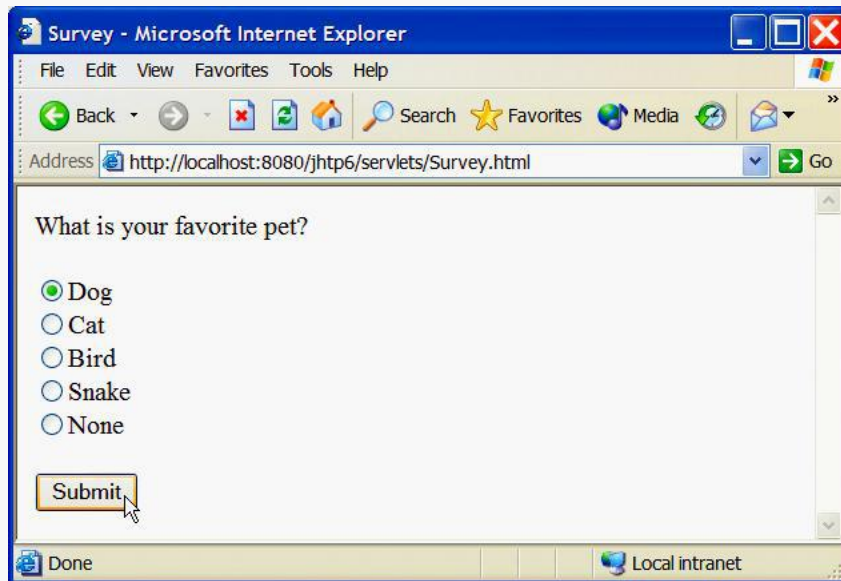 Survey - Microsoft Internet Explorer
File Edit View Favorites Tools Help
Back Search Favorites Media »
Address http://localhost:8080/jhtp6/servlets/Survey.html Go
What is your favorite pet?
Dog
Cat
Bird
Snake
None
Submit
Done Local intranet